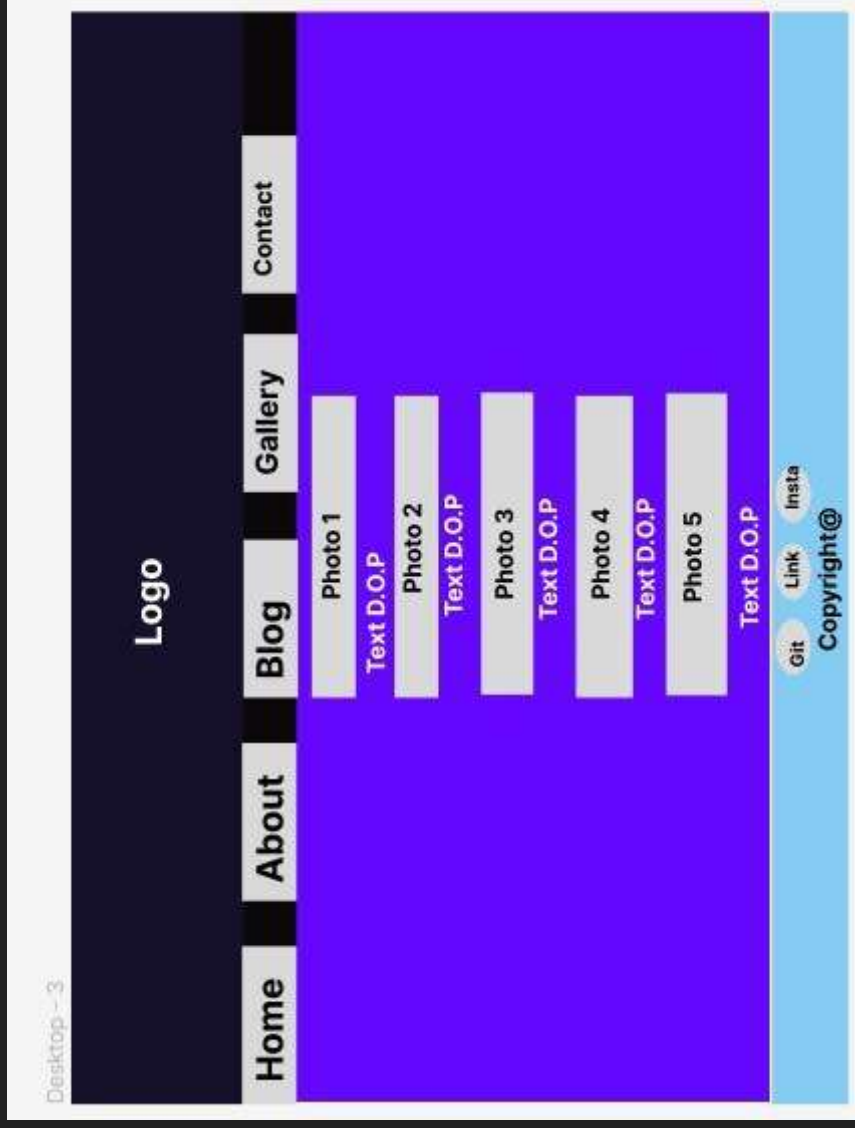 Desktop - 3
Logo
Home About Blog Gallery Contact
Photo 1
Text D.O.P
Photo 2
Text D.O.P
Photo 3
Text D.O.P
Photo 4
Text D.O.P
Photo 5
Text D.O.P
Git Link Insta
Copyright@